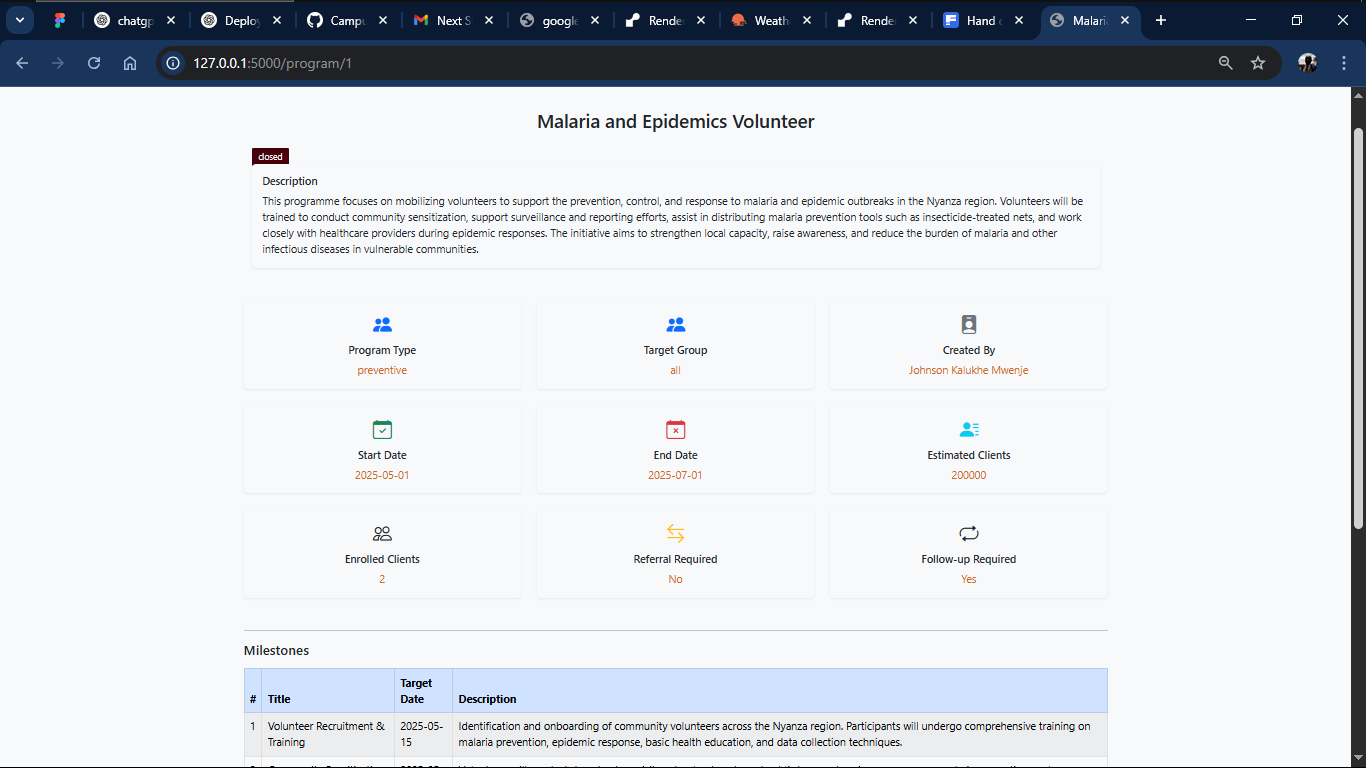 chatgp
Deploy
Campu
Next S
google
Render
Weath
Render
Hand
Malari
127.0.0.1:5000/program/1
Malaria and Epidemics Volunteer
closed
Description
This programme focuses on mobilizing volunteers to support the prevention, control, and response to malaria and epidemic outbreaks in the Nyanza region. Volunteers will be
trained to conduct community sensitization, support surveillance and reporting efforts, assist in distributing malaria prevention tools such as insecticide-treated nets, and work
closely with healthcare providers during epidemic responses. The initiative aims to strengthen local capacity, raise awareness, and reduce the burden of malaria and other
infectious diseases in vulnerable communities.
Program Type
preventive
Target Group
all
Created By
Johnson Kalukhe Mwenje
Start Date
2025-05-01
End Date
2025-07-01
Estimated Clients
200000
Enrolled Clients
2
Referral Required
No
Follow-up Required
Yes
Milestones
# Title Target Date Description
1 Volunteer Recruitment & Training 2025-05-15 Identification and onboarding of community volunteers across the Nyanza region. Participants will undergo comprehensive training on
malaria prevention, epidemic response, basic health education, and data collection techniques.